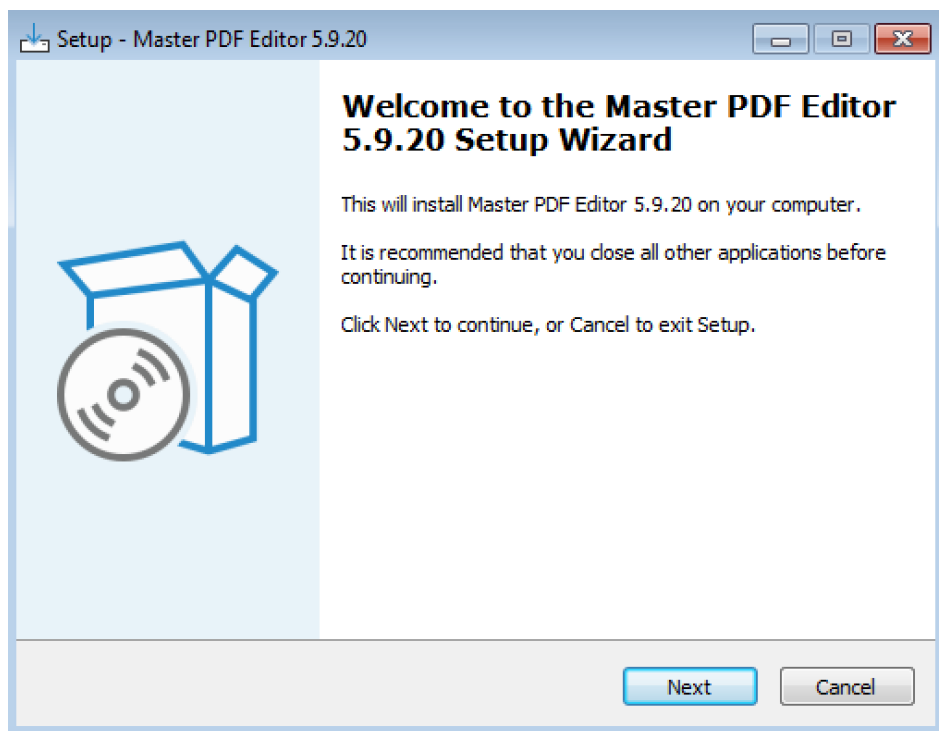 Setup - Master PDF Editor 5.9.20
Welcome to the Master PDF Editor
5.9.20 Setup Wizard
This will install Master PDF Editor 5.9.20 on your computer.
It is recommended that you close all other applications before
continuing.
Click Next to continue, or Cancel to exit Setup.
Next
Cancel